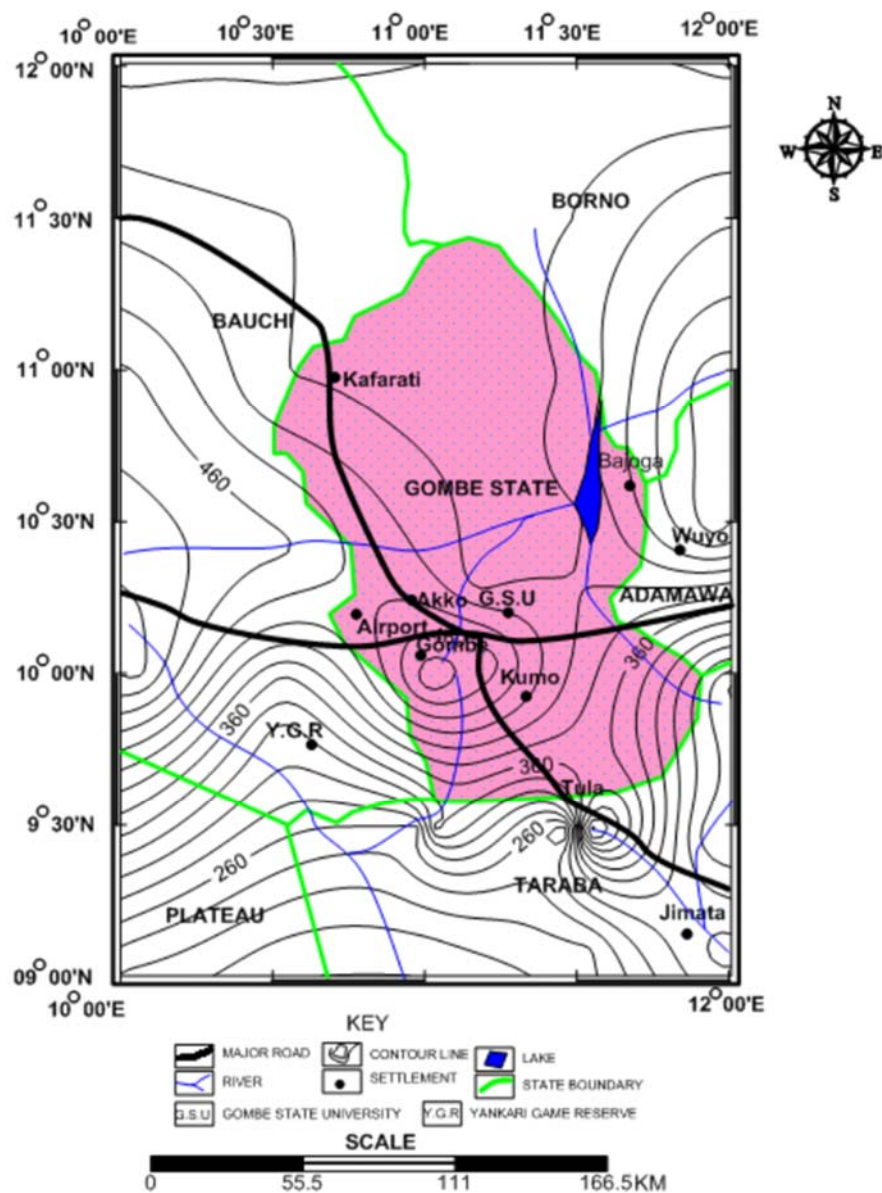 10° 00'E 10° 30'E 11° 00'E 11° 30'E 12° 00'E
12° 00'N
N
W E
S
BORNO
11° 30'N
BAUCHI
11° 00'N
Kafarati
460
Bajoga
GOMBE STATE
10° 30'N
Wuyo
Akko G.S.U
ADAMAWA
Airport
Gombe
360
10° 00'N
Kumo
360
Y.G.R
360
Tula
9° 30'N
260
260
TARABA
PLATEAU
Jimata
09° 00'N
10° 00'E 12° 00'E
KEY
MAJOR ROAD CONTOUR LINE LAKE
RIVER SETTLEMENT STATE BOUNDARY
G.S.U GOMBE STATE UNIVERSITY Y.G.R YANKARI GAME RESERVE
SCALE
0 55.5 111 166.5KM